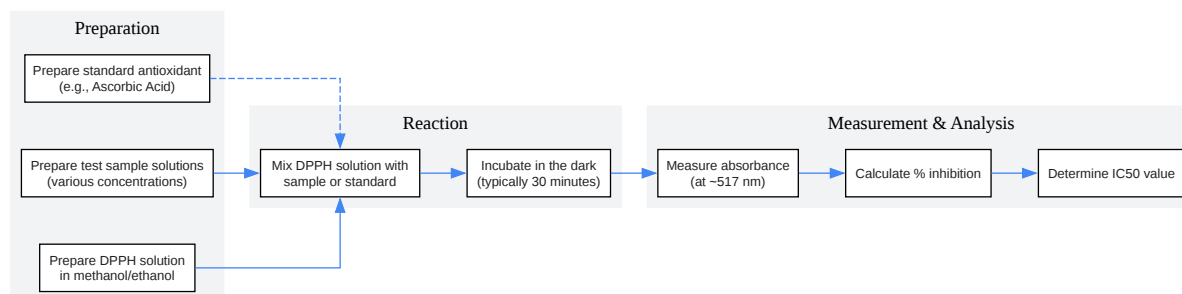 Preparation
Prepare standard antioxidant
(e.g., Ascorbic Acid)
Prepare test sample solutions
(various concentrations)
Prepare DPPH solution
in methanol/ethanol
Reaction
Mix DPPH solution with
sample or standard
Incubate in the dark
(typically 30 minutes)
Measurement & Analysis
Measure absorbance
(at ~517 nm)
Calculate % inhibition
Determine IC50 value